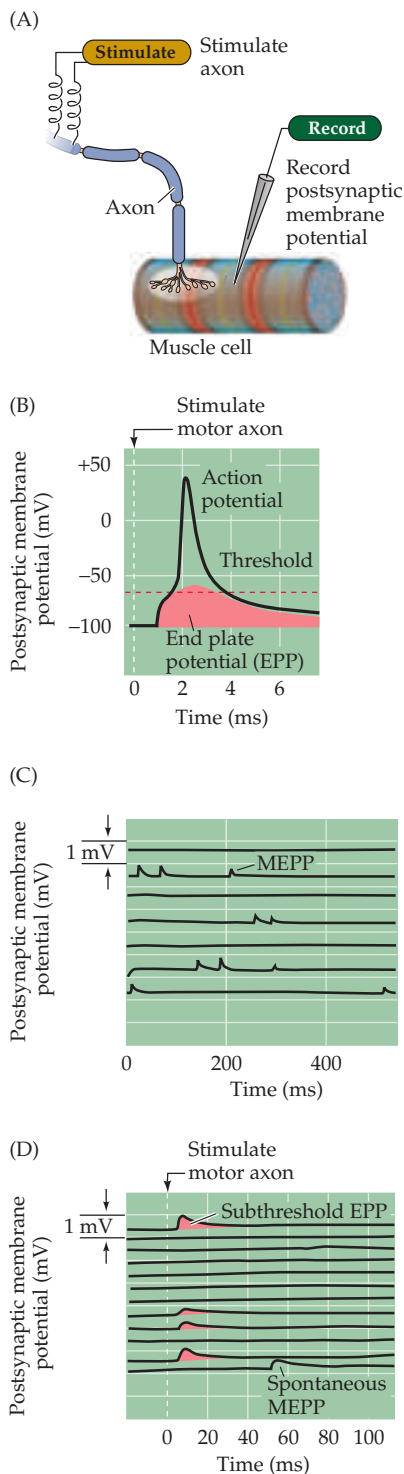 (A)
Stimulate
Stimulate
axon
Record
Record
postsynaptic
membrane
potential
Axon
Muscle cell
(B)
Stimulate
motor axon
Postsynaptic membrane
potential (mV)
+50
0
−50
−100
Action
potential
Threshold
End plate
potential (EPP)
0 2 4 6
Time (ms)
(C)
Postsynaptic membrane
potential (mV)
1 mV
MEPP
0 200 400
Time (ms)
(D)
Stimulate
motor axon
Postsynaptic membrane
potential (mV)
1 mV
Subthreshold EPP
Spontaneous
MEPP
0 20 40 60 80 100
Time (ms)